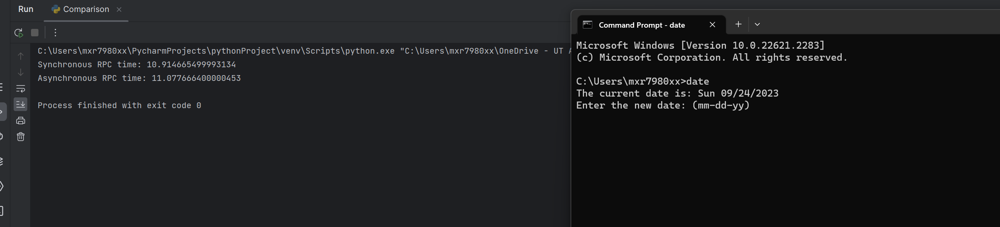 Run
Comparison
C:\Users\mxr7980xx\PycharmProjects\pythonProject\venv\Scripts\python.exe "C:\Users\mxr7980xx\OneDrive - UT
Synchronous RPC time: 10.914665499993134
Asynchronous RPC time: 11.077666400000453
Process finished with exit code 0
Command Prompt - date
Microsoft Windows [Version 10.0.22621.2283]
(c) Microsoft Corporation. All rights reserved.
C:\Users\mxr7980xx>date
The current date is: Sun 09/24/2023
Enter the new date: (mm-dd-yy)